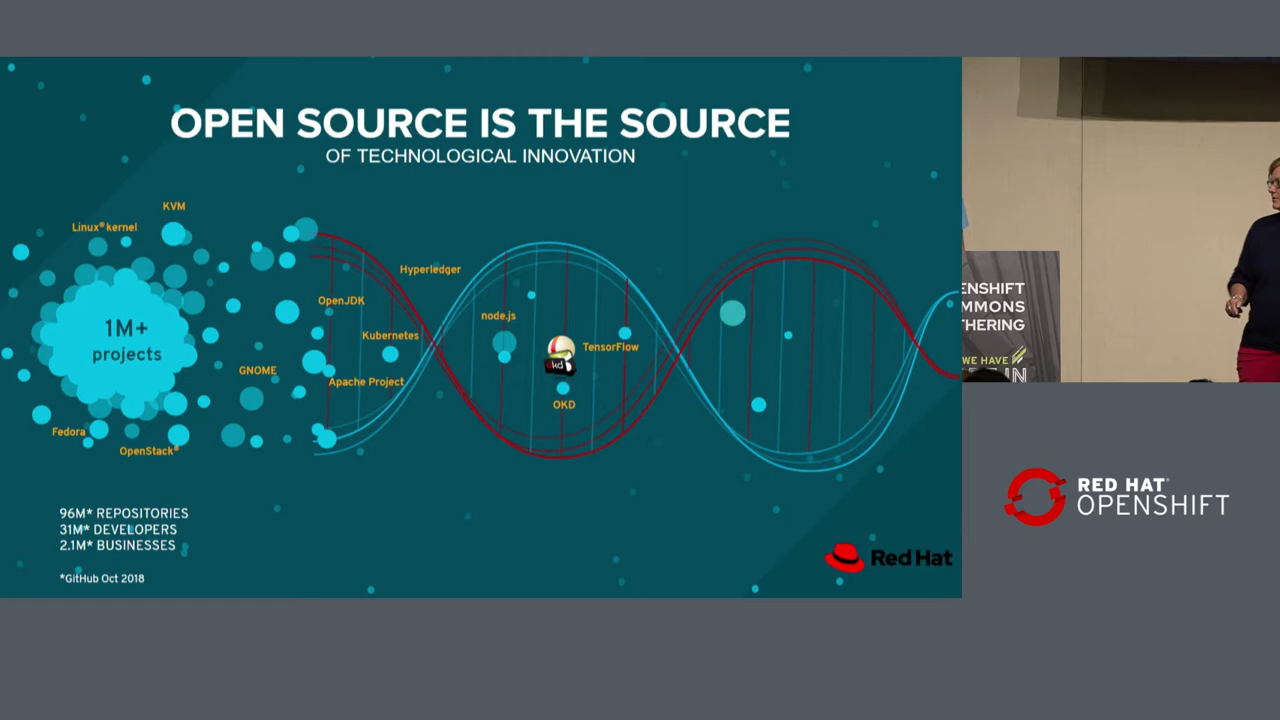 OPEN SOURCE IS THE SOURCE
OF TECHNOLOGICAL INNOVATION
KVM
Linux® kernel
1M+
projects
GNOME
Fedora
OpenStack®
Hyperledger
OpenJDK
Kubernetes
Apache Project
node.js
TensorFlow
okd
OKD
96M* REPOSITORIES
31M* DEVELOPERS
2.1M* BUSINESSES
*GitHub Oct 2018
Red Hat
ENSHIFT
MMONS
THERING
WE HAVE
RED HAT®
OPENSHIFT